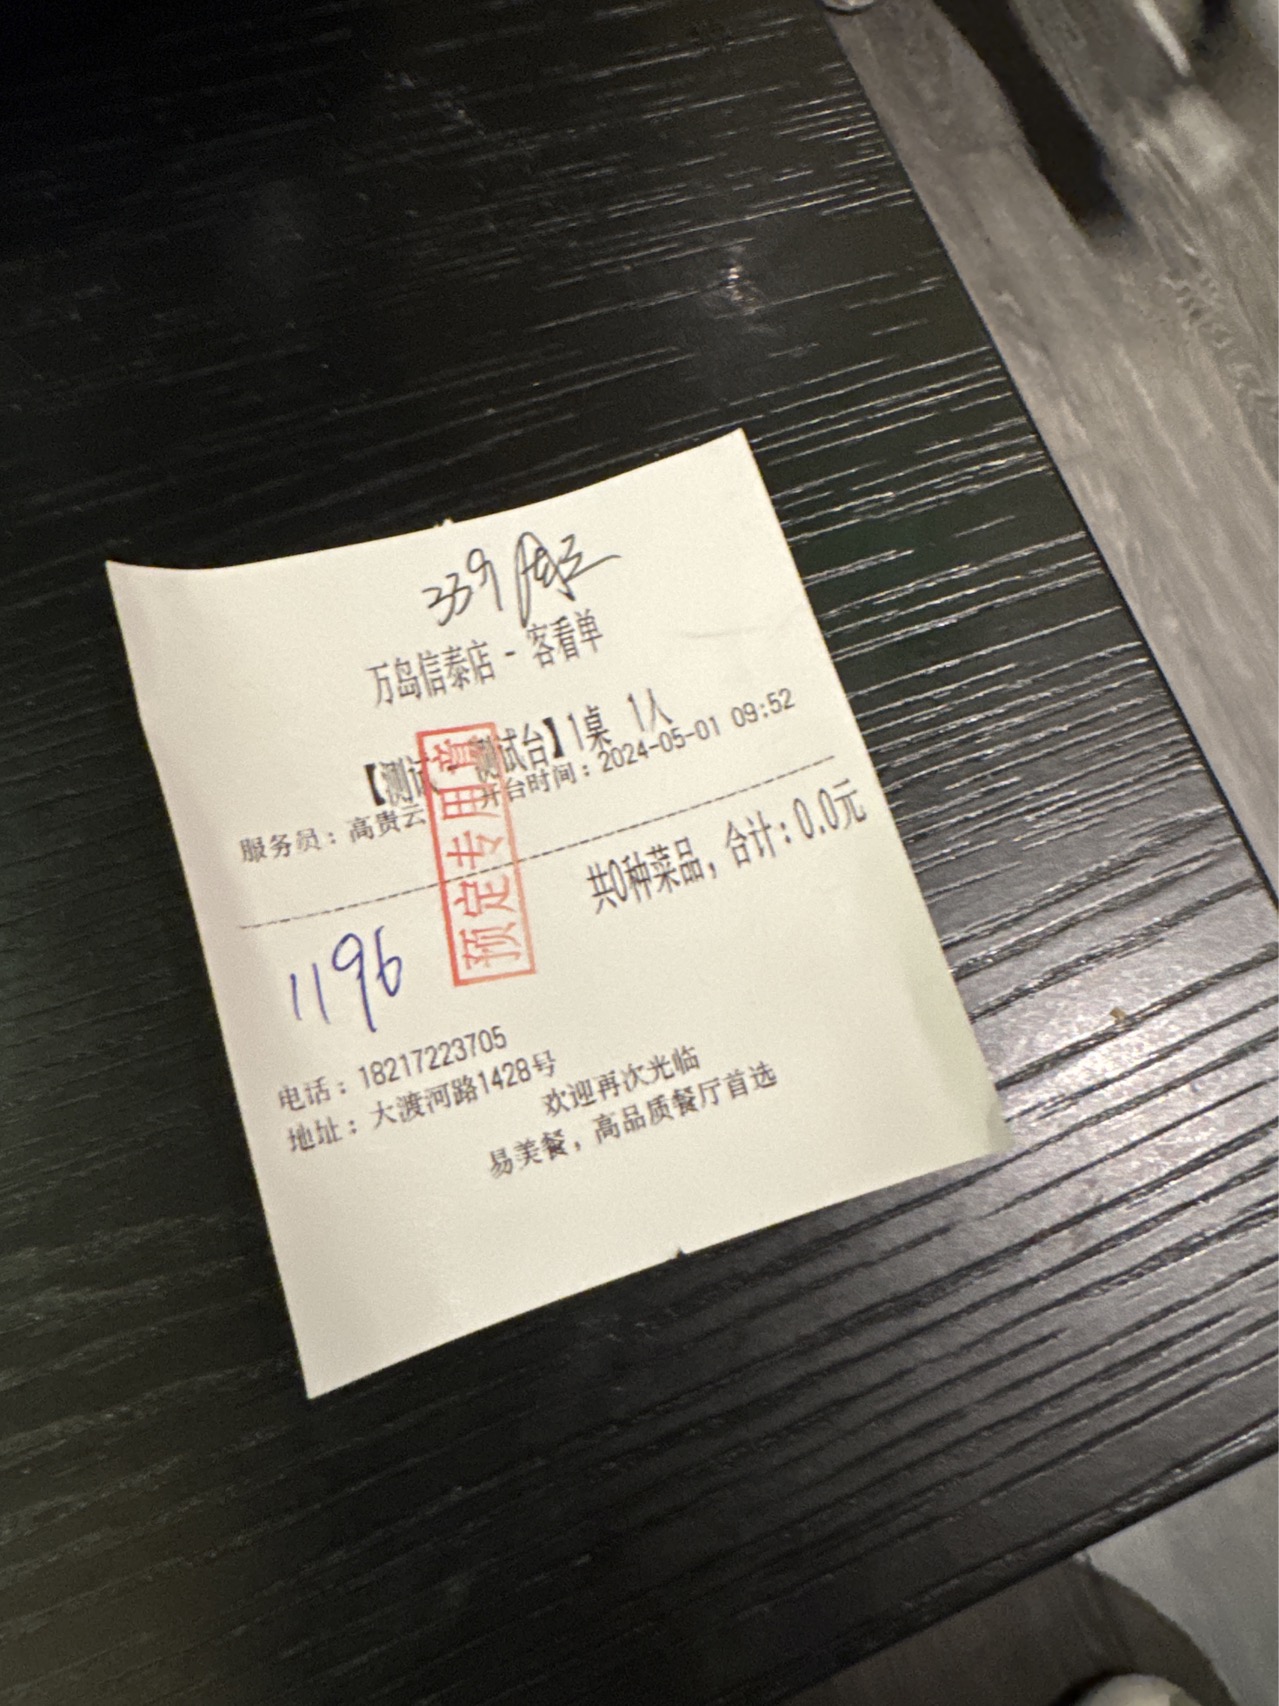 339
万岛信泰店 - 客看单
【测试 - 测试台】1桌 1人
服务员：高贵云 开台时间：2024-05-01 09:52
预定专用章
共0种菜品，合计：0.0元
1196
电话：18217223705
地址：大渡河路1428号
欢迎再次光临
易美餐，高品质餐厅首选